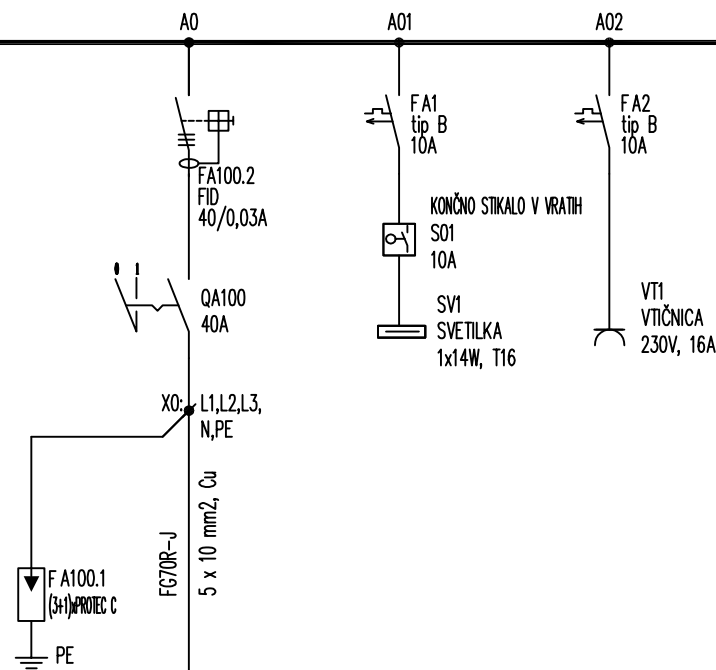 A0
A01
A02
FA100.2
FID
40/0,03A
FA1
tip B
10A
FA2
tip B
10A
KONČNO STIKALO V VRATIH
S01
10A
0 1
QA100
40A
SV1
SVETILKA
1x14W, T16
VT1
VTIČNICA
230V, 16A
X0:
L1,L2,L3,
N,PE
FG70R-J
5 x 10 mm2, Cu
FA100.1
(3+1)xPROTEC C
PE